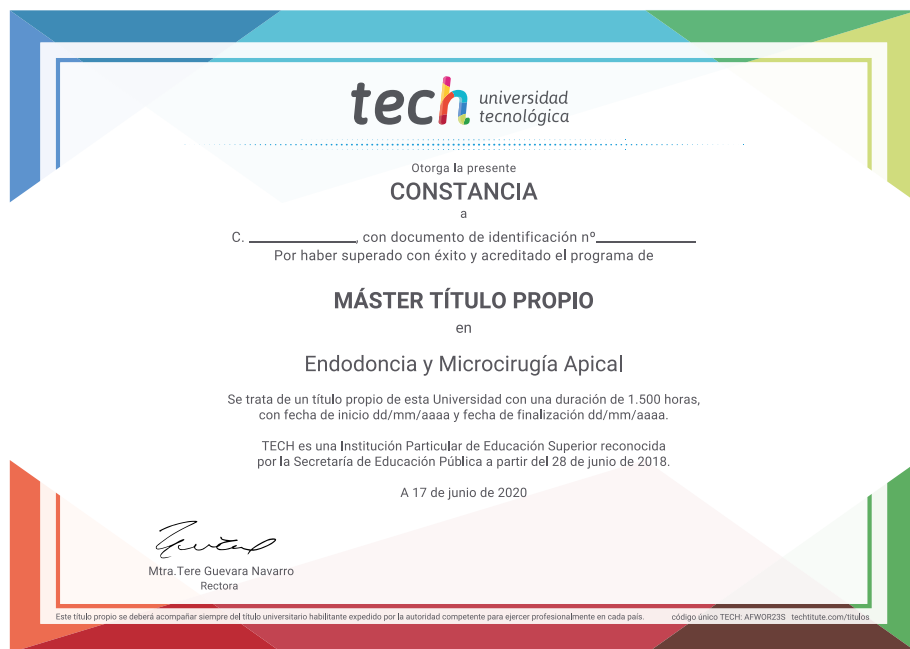 tech universidad
tecnológica
Otorga la presente
CONSTANCIA
a
C. ____________, con documento de identificación nº____________
Por haber superado con éxito y acreditado el programa de
MÁSTER TÍTULO PROPIO
en
Endodoncia y Microcirugía Apical
Se trata de un título propio de esta Universidad con una duración de 1.500 horas,
con fecha de inicio dd/mm/aaaa y fecha de finalización dd/mm/aaaa.
TECH es una Institución Particular de Educación Superior reconocida
por la Secretaría de Educación Pública a partir del 28 de junio de 2018.
A 17 de junio de 2020
Mtra.Tere Guevara Navarro
Rectora
Este título propio se deberá acompañar siempre del título universitario habilitante expedido por la autoridad competente para ejercer profesionalmente en cada país. código único TECH: AFWOR23S techtitute.com/titulos